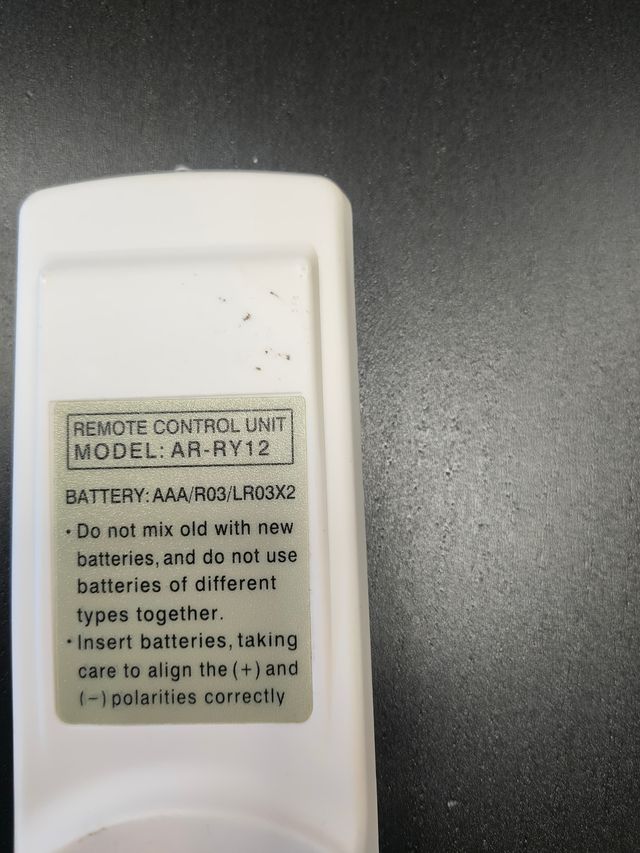 REMOTE CONTROL UNIT
MODEL: AR-RY12
BATTERY: AAA/R03/LR03X2
• Do not mix old with new
batteries, and do not use
batteries of different
types together.
• Insert batteries, taking
care to align the (+) and
(−) polarities correctly